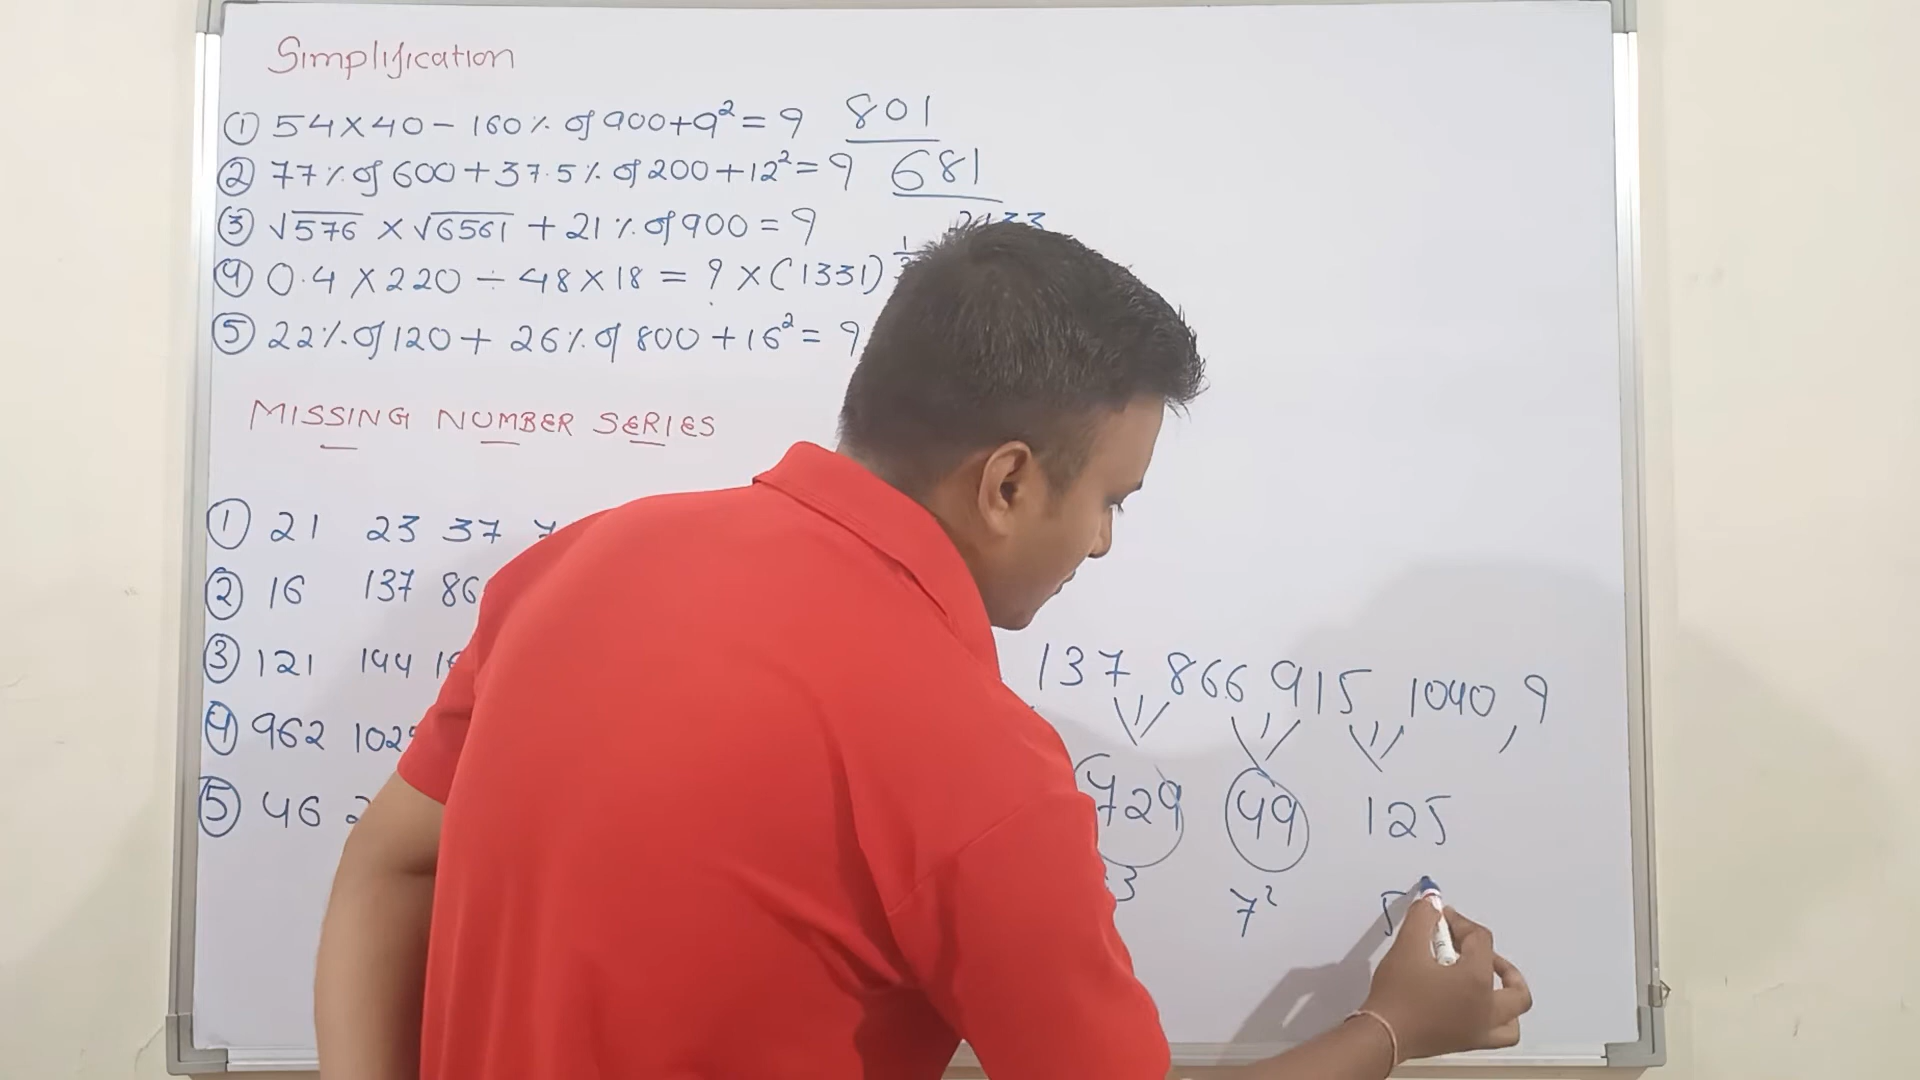 Simplification
① 54×40 - 160% of 900+9² = ? 801
② 77% of 600 + 37.5% of 200 + 12² = ? 681
③ √576 × √6561 + 21% of 900 = ?
④ 0.4 × 220 ÷ 48 × 18 = ? × (1331)
⑤ 22% of 120 + 26% of 800 + 16² = ?
MISSING NUMBER SERIES
① 21 23 37
② 16 137 86
③ 121 144
④ 962 102
⑤ 46
137, 866, 915, 1040, ?
729 49 125
3 7² 5